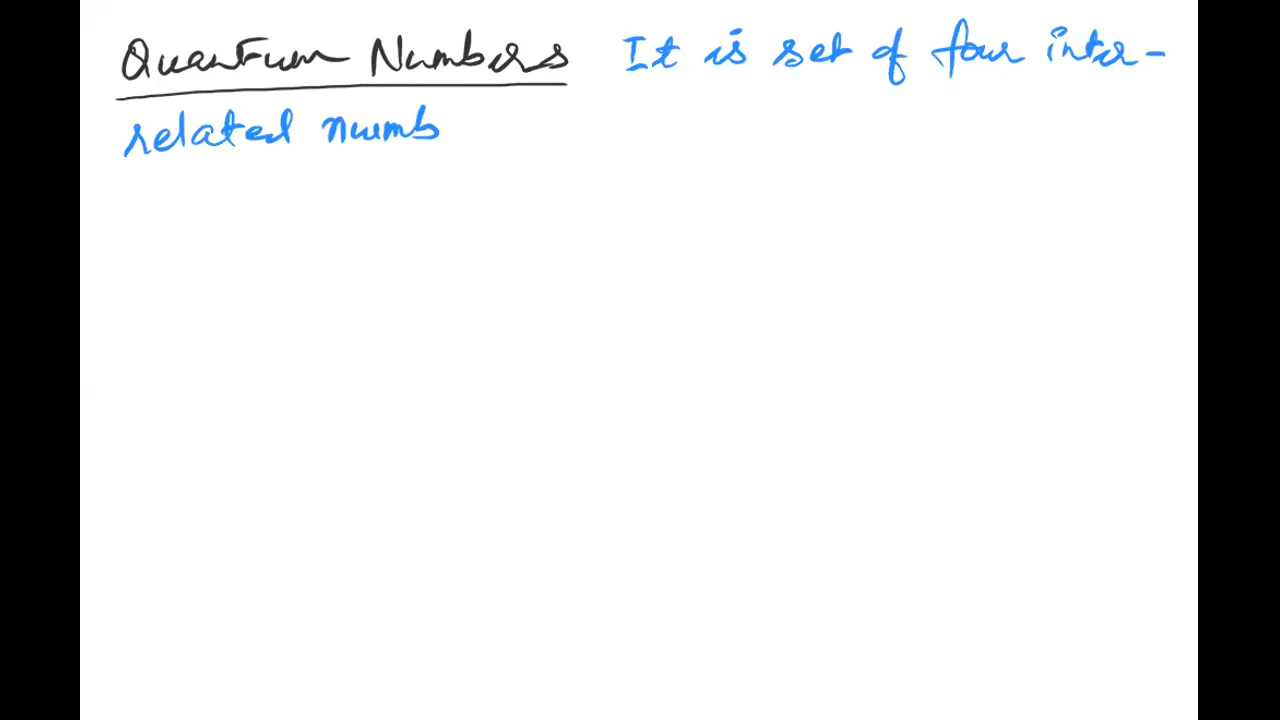 Quantum Numbers It is set of four inter-
related numb